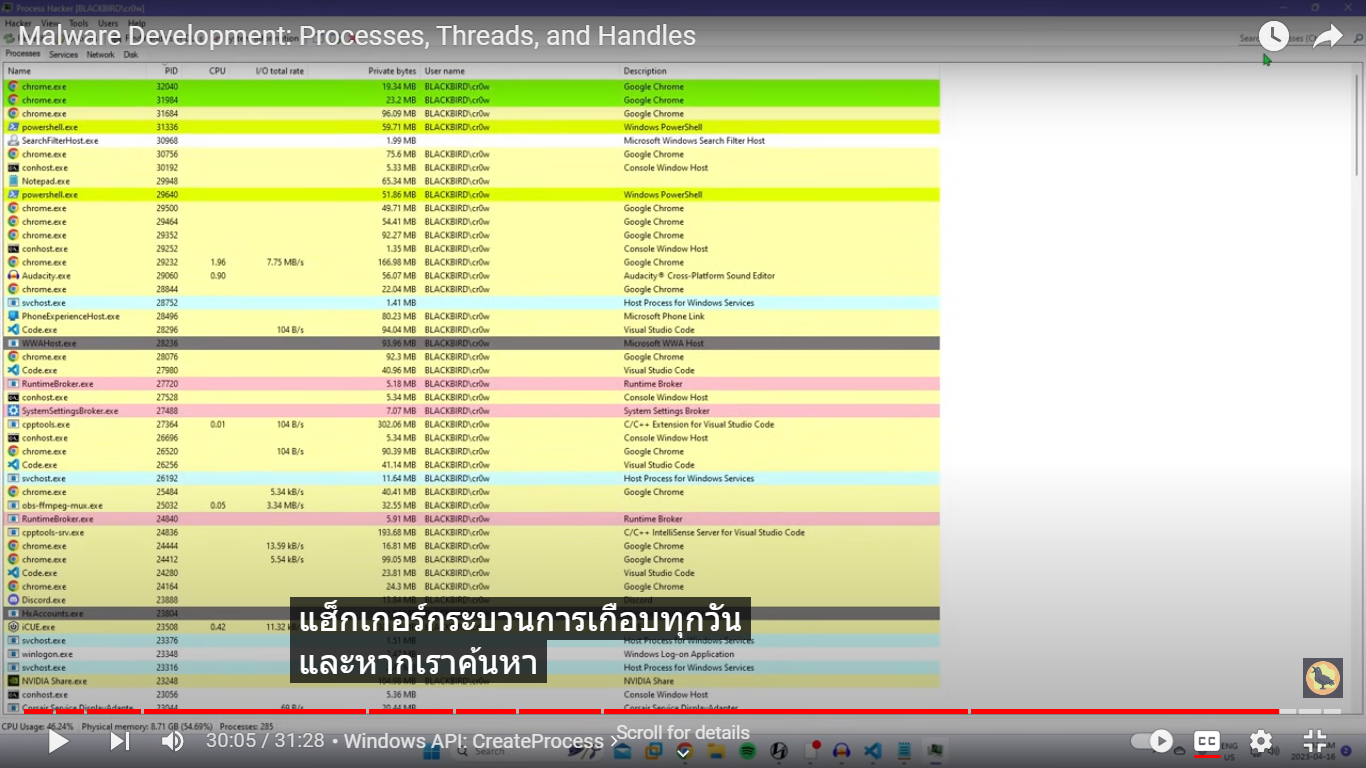 Process Hacker [BLACKBIRD\cr0w]
Hacker View Tools Users Help
Malware Development: Processes, Threads, and Handles
Processes Services Network Disk
Name PID CPU I/O total rate Private bytes User name Description
chrome.exe 32040 19.34 MB BLACKBIRD\cr0w Google Chrome
chrome.exe 31984 23.2 MB BLACKBIRD\cr0w Google Chrome
chrome.exe 31684 96.09 MB BLACKBIRD\cr0w Google Chrome
powershell.exe 31336 59.71 MB BLACKBIRD\cr0w Windows PowerShell
SearchFilterHost.exe 30968 1.99 MB Microsoft Windows Search Filter Host
chrome.exe 30756 75.6 MB BLACKBIRD\cr0w Google Chrome
conhost.exe 30192 5.33 MB BLACKBIRD\cr0w Console Window Host
Notepad.exe 29948 65.34 MB BLACKBIRD\cr0w
powershell.exe 29640 51.86 MB BLACKBIRD\cr0w Windows PowerShell
chrome.exe 29500 49.71 MB BLACKBIRD\cr0w Google Chrome
chrome.exe 29464 54.41 MB BLACKBIRD\cr0w Google Chrome
chrome.exe 29352 92.27 MB BLACKBIRD\cr0w Google Chrome
conhost.exe 29252 1.35 MB BLACKBIRD\cr0w Console Window Host
chrome.exe 29232 1.96 7.75 MB/s 166.98 MB BLACKBIRD\cr0w Google Chrome
Audacity.exe 29060 0.90 56.07 MB BLACKBIRD\cr0w Audacity® Cross-Platform Sound Editor
chrome.exe 28844 22.04 MB BLACKBIRD\cr0w Google Chrome
svchost.exe 28752 1.41 MB Host Process for Windows Services
PhoneExperienceHost.exe 28496 80.23 MB BLACKBIRD\cr0w Microsoft Phone Link
Code.exe 28296 104 B/s 94.04 MB BLACKBIRD\cr0w Visual Studio Code
WWAHost.exe 28236 93.96 MB BLACKBIRD\cr0w Microsoft WWA Host
chrome.exe 28076 92.3 MB BLACKBIRD\cr0w Google Chrome
Code.exe 27980 40.96 MB BLACKBIRD\cr0w Visual Studio Code
RuntimeBroker.exe 27720 5.18 MB BLACKBIRD\cr0w Runtime Broker
conhost.exe 27528 5.34 MB BLACKBIRD\cr0w Console Window Host
SystemSettingsBroker.exe 27488 7.07 MB BLACKBIRD\cr0w System Settings Broker
cpptools.exe 27364 0.01 104 B/s 302.06 MB BLACKBIRD\cr0w C/C++ Extension for Visual Studio Code
conhost.exe 26696 5.34 MB BLACKBIRD\cr0w Console Window Host
chrome.exe 26520 104 B/s 90.39 MB BLACKBIRD\cr0w Google Chrome
Code.exe 26256 41.14 MB BLACKBIRD\cr0w Visual Studio Code
svchost.exe 26192 11.64 MB BLACKBIRD\cr0w Host Process for Windows Services
chrome.exe 25484 5.34 kB/s 40.41 MB BLACKBIRD\cr0w Google Chrome
obs-ffmpeg-mux.exe 25032 0.05 3.34 MB/s 32.55 MB BLACKBIRD\cr0w
RuntimeBroker.exe 24840 5.91 MB BLACKBIRD\cr0w Runtime Broker
cpptools-srv.exe 24836 193.68 MB BLACKBIRD\cr0w C/C++ IntelliSense Server for Visual Studio Code
chrome.exe 24444 13.59 kB/s 16.81 MB BLACKBIRD\cr0w Google Chrome
chrome.exe 24412 5.54 kB/s 99.05 MB BLACKBIRD\cr0w Google Chrome
Code.exe 24280 23.81 MB BLACKBIRD\cr0w Visual Studio Code
chrome.exe 24164 24.3 MB BLACKBIRD\cr0w Google Chrome
Discord.exe 23904 BLACKBIRD\cr0w Discord
HxAccounts.exe 23804
iCUE.exe 23508 0.42 11.32
svchost.exe 23376 Host Process for Windows Services
winlogon.exe 23348 Windows Log-on Application
svchost.exe 23316 Host Process for Windows Services
NVIDIA Share.exe 23248 BLACKBIRD\cr0w NVIDIA Share
conhost.exe 23056 5.36 MB BLACKBIRD\cr0w Console Window Host
แฮ็กเกอร์กระบวนการเกือบทุกวัน
และหากเราค้นหา
CPU Usage: 46.24% Physical memory: 8.71 GB (54.69%) Processes: 285
30:05 / 31:28 • Windows API: CreateProcess
Scroll for details
Search
CC
ENG
US
2023-04-16